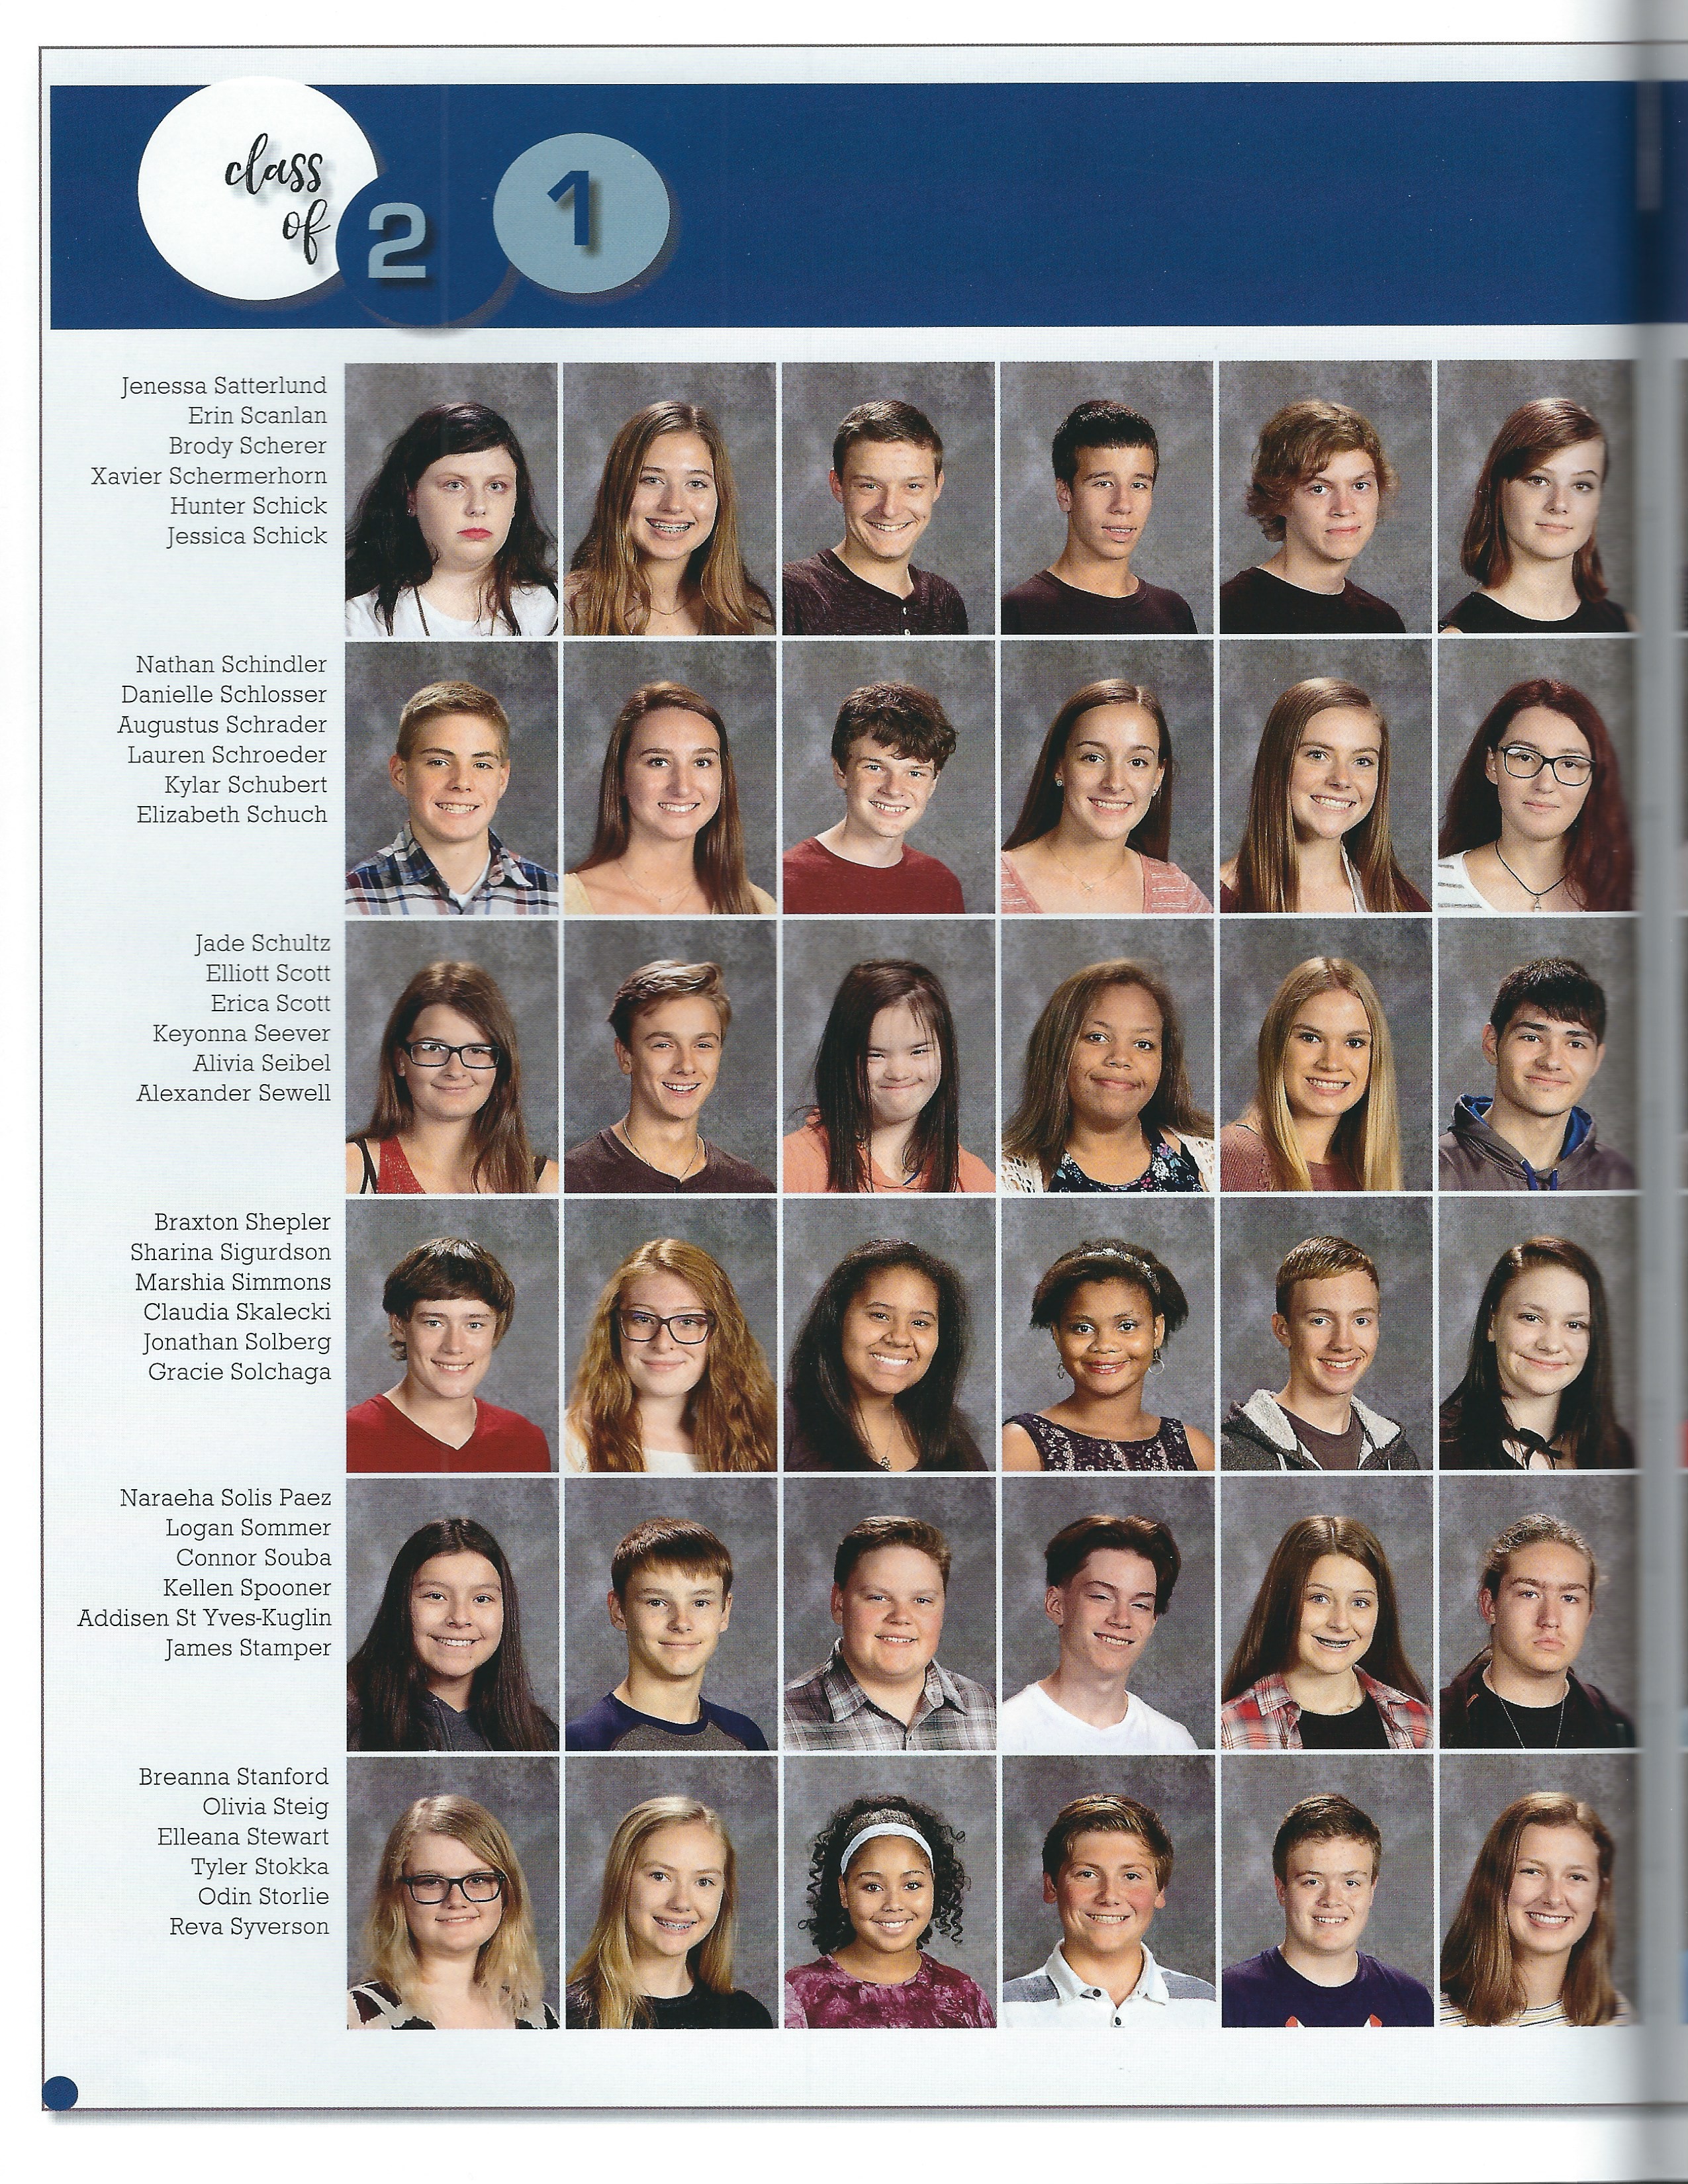 class
of
2 1
Jenessa Satterlund
Erin Scanlan
Brody Scherer
Xavier Schermerhorn
Hunter Schick
Jessica Schick
Nathan Schindler
Danielle Schlosser
Augustus Schrader
Lauren Schroeder
Kylar Schubert
Elizabeth Schuch
Jade Schultz
Elliott Scott
Erica Scott
Keyonna Seever
Alivia Seibel
Alexander Sewell
Braxton Shepler
Sharina Sigurdson
Marshia Simmons
Claudia Skalecki
Jonathan Solberg
Gracie Solchaga
Naraeha Solis Paez
Logan Sommer
Connor Souba
Kellen Spooner
Addisen St Yves-Kuglin
James Stamper
Breanna Stanford
Olivia Steig
Elleana Stewart
Tyler Stokka
Odin Storlie
Reva Syverson